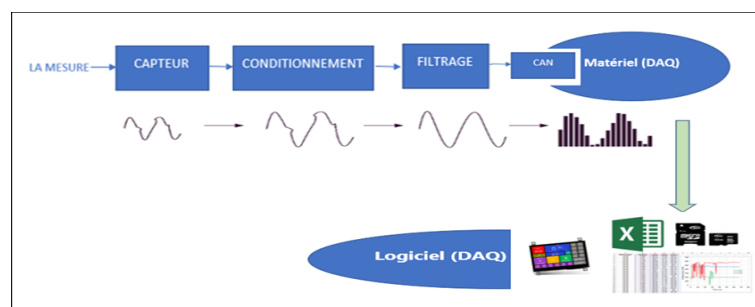 LA MESURE
CAPTEUR
CONDITIONNEMENT
FILTRAGE
CAN
Matériel (DAQ)
Logiciel (DAQ)
X